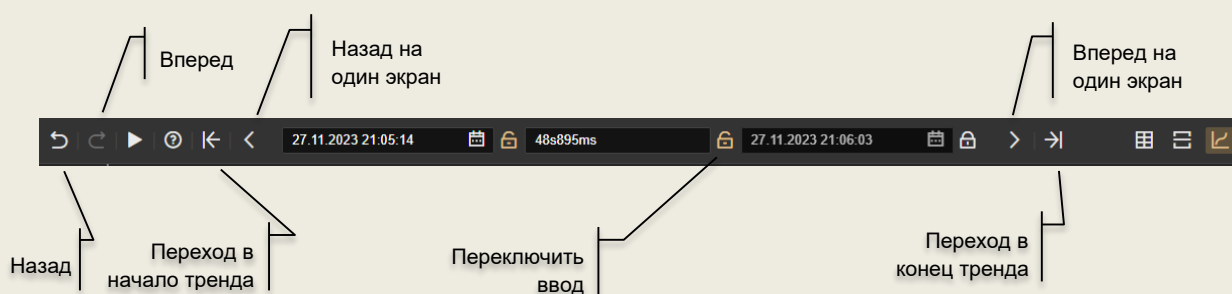 Вперед
Назад на
один экран
Вперед на
один экран
27.11.2023 21:05:14
48s895ms
27.11.2023 21:06:03
Назад
Переход в
начало тренда
Переключить
ввод
Переход в
конец тренда